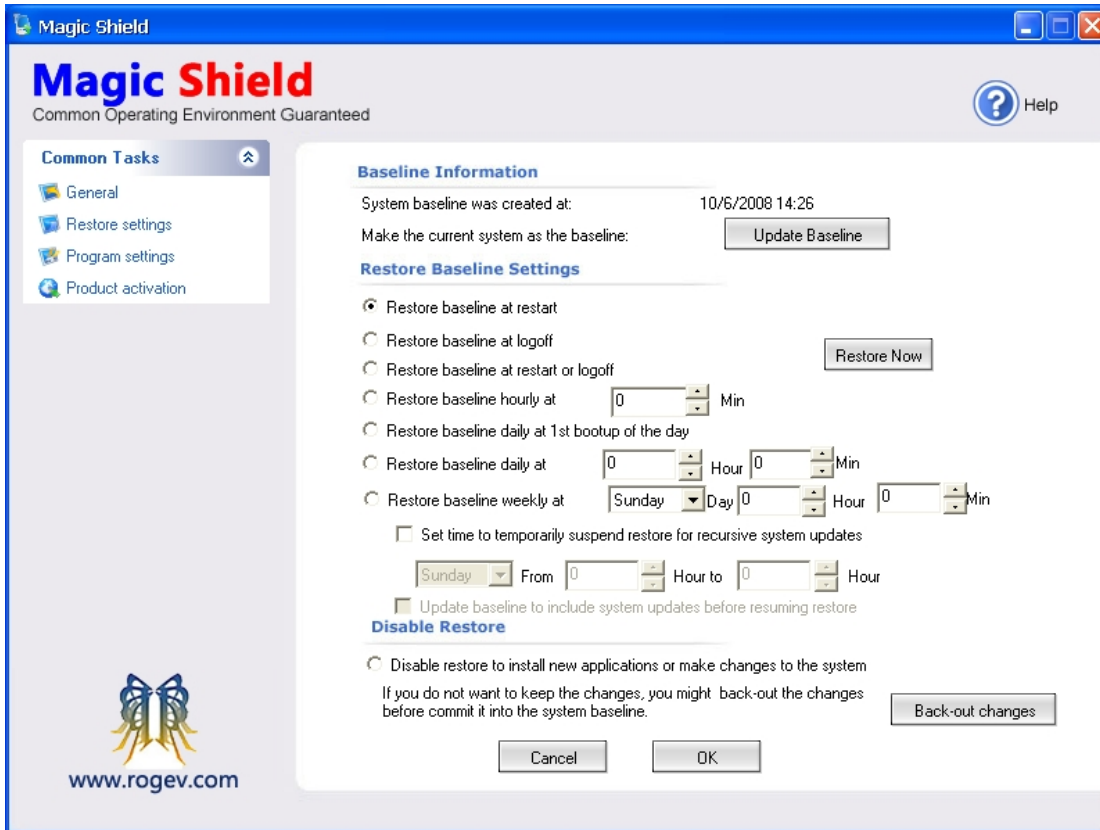 Magic Shield
Magic Shield
Common Operating Environment Guaranteed
Help
Common Tasks
General
Restore settings
Program settings
Product activation
Baseline Information
System baseline was created at: 10/6/2008 14:26
Make the current system as the baseline: Update Baseline
Restore Baseline Settings
Restore baseline at restart
Restore baseline at logoff
Restore Now
Restore baseline at restart or logoff
Restore baseline hourly at 0 Min
Restore baseline daily at 1st bootup of the day
Restore baseline daily at 0 Hour 0 Min
Restore baseline weekly at Sunday Day 0 Hour 0 Min
Set time to temporarily suspend restore for recursive system updates
Sunday From 0 Hour to 0 Hour
Update baseline to include system updates before resuming restore
Disable Restore
Disable restore to install new applications or make changes to the system
If you do not want to keep the changes, you might back-out the changes
before commit it into the system baseline.
Back-out changes
Cancel OK
www.rogev.com